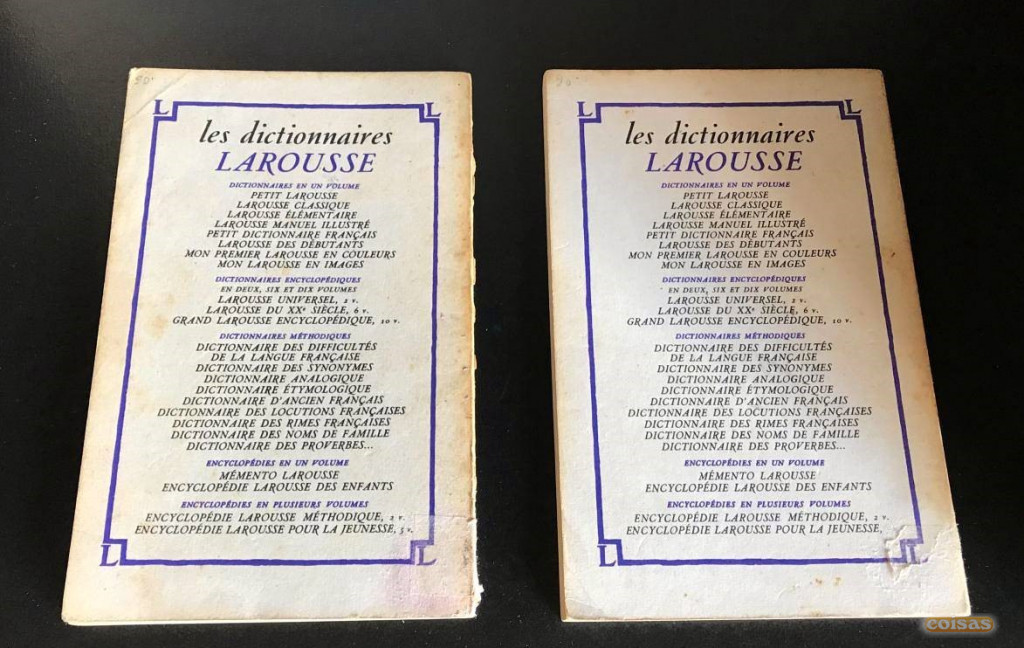 50
L L
les dictionnaires
LAROUSSE
DICTIONNAIRES EN UN VOLUME
PETIT LAROUSSE
LAROUSSE CLASSIQUE
LAROUSSE ÉLÉMENTAIRE
LAROUSSE MANUEL ILLUSTRÉ
PETIT DICTIONNAIRE FRANÇAIS
LAROUSSE DES DÉBUTANTS
MON PREMIER LAROUSSE EN COULEURS
MON LAROUSSE EN IMAGES
DICTIONNAIRES ENCYCLOPÉDIQUES
EN DEUX, SIX ET DIX VOLUMES
LAROUSSE UNIVERSEL, 2 v.
LAROUSSE DU XXe SIÈCLE, 6 v.
GRAND LAROUSSE ENCYCLOPÉDIQUE, 10 v.
DICTIONNAIRES MÉTHODIQUES
DICTIONNAIRE DES DIFFICULTÉS
DE LA LANGUE FRANÇAISE
DICTIONNAIRE DES SYNONYMES
DICTIONNAIRE ANALOGIQUE
DICTIONNAIRE ÉTYMOLOGIQUE
DICTIONNAIRE D'ANCIEN FRANÇAIS
DICTIONNAIRE DES LOCUTIONS FRANÇAISES
DICTIONNAIRE DES RIMES FRANÇAISES
DICTIONNAIRE DES NOMS DE FAMILLE
DICTIONNAIRE DES PROVERBES...
ENCYCLOPÉDIES EN UN VOLUME
MÉMENTO LAROUSSE
ENCYCLOPÉDIE LAROUSSE DES ENFANTS
ENCYCLOPÉDIES EN PLUSIEURS VOLUMES
ENCYCLOPÉDIE LAROUSSE MÉTHODIQUE, 2 v.
ENCYCLOPÉDIE LAROUSSE POUR LA JEUNESSE, 3 v.
L L
L L
les dictionnaires
LAROUSSE
DICTIONNAIRES EN UN VOLUME
PETIT LAROUSSE
LAROUSSE CLASSIQUE
LAROUSSE ÉLÉMENTAIRE
LAROUSSE MANUEL ILLUSTRÉ
PETIT DICTIONNAIRE FRANÇAIS
LAROUSSE DES DÉBUTANTS
MON PREMIER LAROUSSE EN COULEURS
MON LAROUSSE EN IMAGES
DICTIONNAIRES ENCYCLOPÉDIQUES
EN DEUX, SIX ET DIX VOLUMES
LAROUSSE UNIVERSEL, 2 v.
LAROUSSE DU XXe SIÈCLE, 6 v.
GRAND LAROUSSE ENCYCLOPÉDIQUE, 10 v.
DICTIONNAIRES MÉTHODIQUES
DICTIONNAIRE DES DIFFICULTÉS
DE LA LANGUE FRANÇAISE
DICTIONNAIRE DES SYNONYMES
DICTIONNAIRE ANALOGIQUE
DICTIONNAIRE ÉTYMOLOGIQUE
DICTIONNAIRE D'ANCIEN FRANÇAIS
DICTIONNAIRE DES LOCUTIONS FRANÇAISES
DICTIONNAIRE DES RIMES FRANÇAISES
DICTIONNAIRE DES NOMS DE FAMILLE
DICTIONNAIRE DES PROVERBES...
ENCYCLOPÉDIES EN UN VOLUME
MÉMENTO LAROUSSE
ENCYCLOPÉDIE LAROUSSE DES ENFANTS
ENCYCLOPÉDIES EN PLUSIEURS VOLUMES
ENCYCLOPÉDIE LAROUSSE MÉTHODIQUE, 2 v.
ENCYCLOPÉDIE LAROUSSE POUR LA JEUNESSE,
L L
coisas